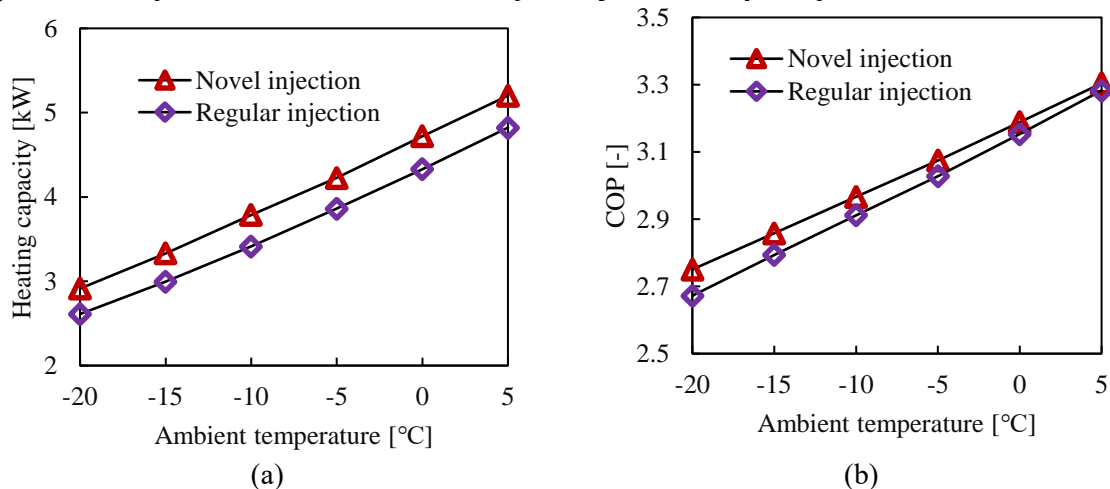 6
5
4
3
2
Heating capacity [kW]
Novel injection
Regular injection
-20 -15 -10 -5 0 5
Ambient temperature [°C]
(a)
3.5
3.3
3.1
2.9
2.7
2.5
COP [-]
Novel injection
Regular injection
-20 -15 -10 -5 0 5
Ambient temperature [°C]
(b)